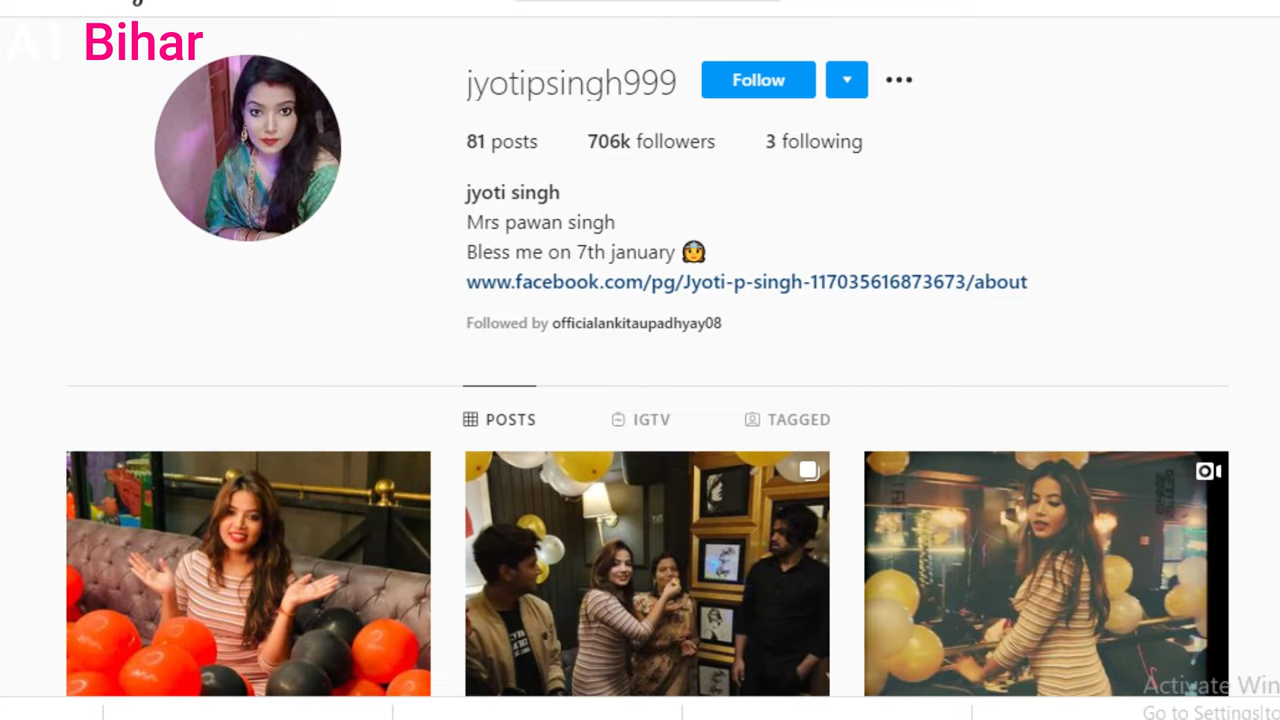 Bihar
jyotipsingh999 Follow
81 posts 706k followers 3 following
jyoti singh
Mrs pawan singh
Bless me on 7th january
www.facebook.com/pg/Jyoti-p-singh-117035616873673/about
Followed by officialankitaupadhyay08
POSTS IGTV TAGGED
Activate Win
Go to Settings to